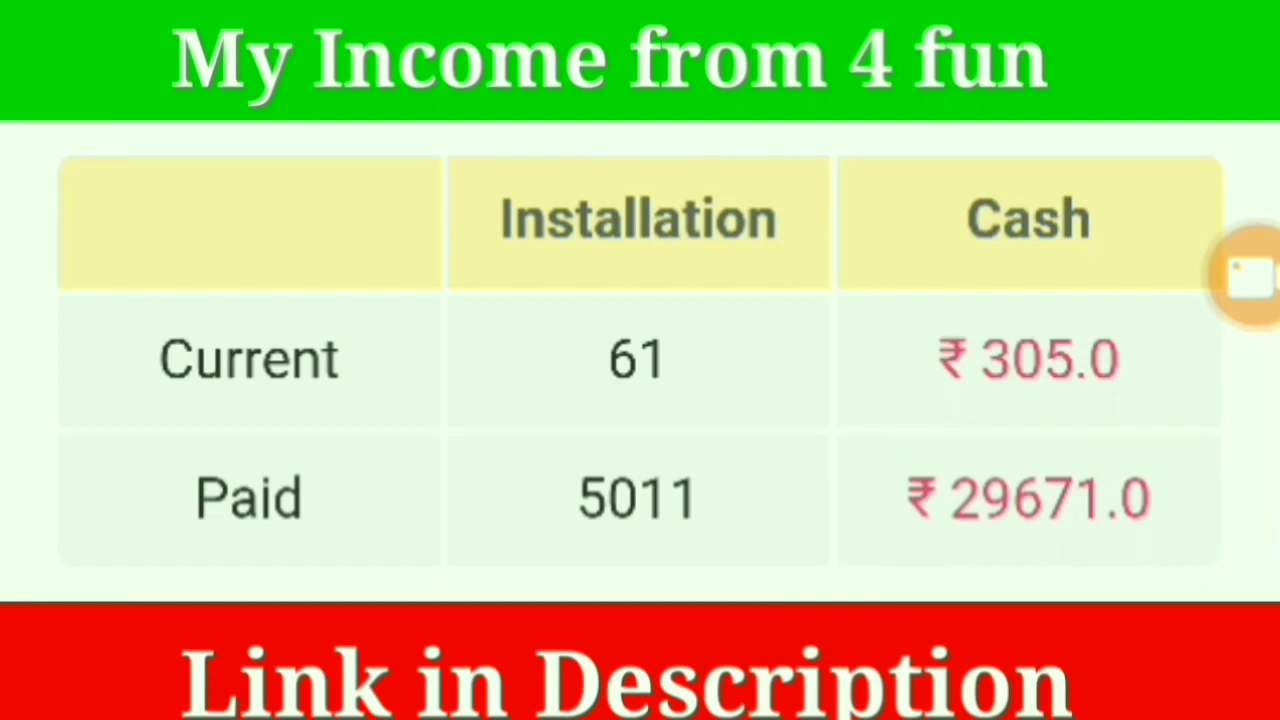 My Income from 4 fun
Installation Cash
Current 61 ₹ 305.0
Paid 5011 ₹ 29671.0
Link in Description